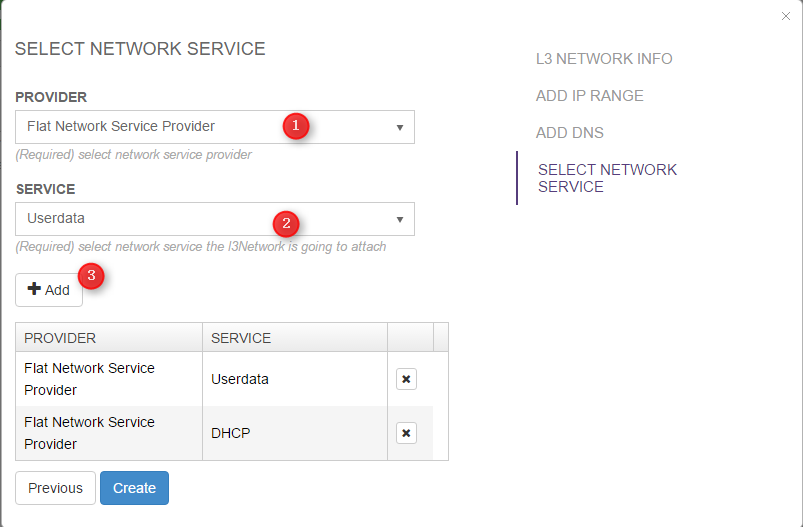 SELECT NETWORK SERVICE
PROVIDER
Flat Network Service Provider
1
(Required) select network service provider
SERVICE
Userdata
2
(Required) select network service the l3Network is going to attach
3
Add
PROVIDER SERVICE
Flat Network Service
Provider
Userdata
Flat Network Service
Provider
DHCP
Previous
Create
L3 NETWORK INFO
ADD IP RANGE
ADD DNS
SELECT NETWORK
SERVICE